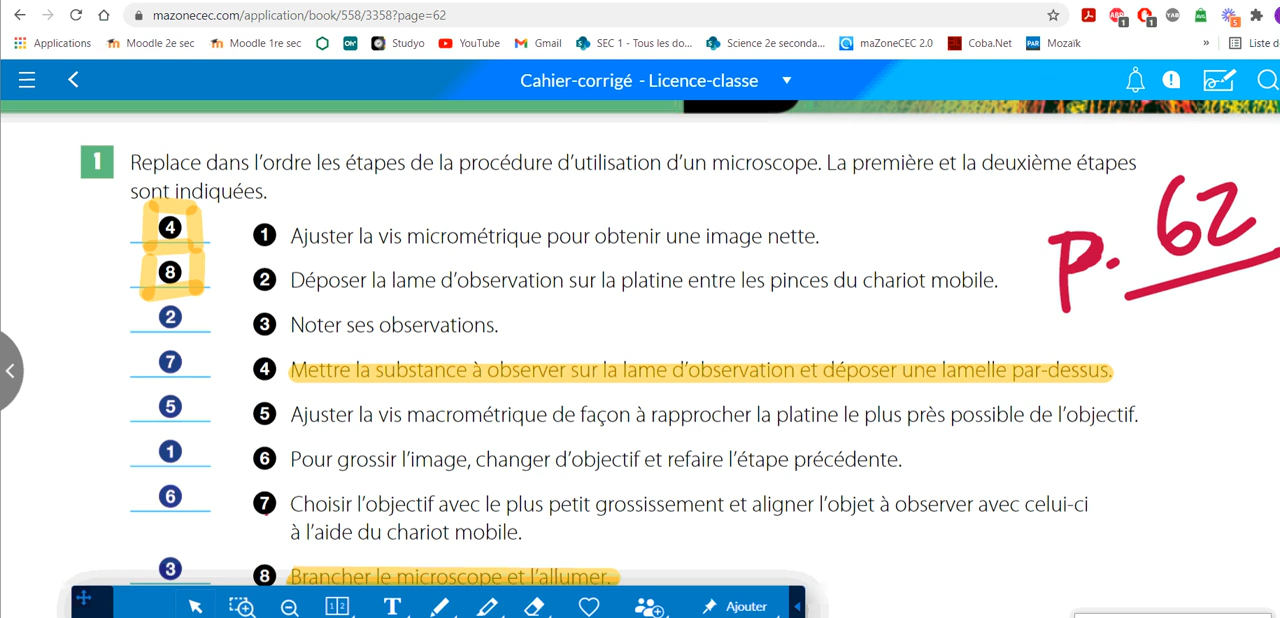 mazonecec.com/application/book/558/3358?page=62
Applications Moodle 2e sec Moodle 1re sec Oh! Studyo YouTube Gmail SEC 1 - Tous les do... Science 2e seconda... maZoneCEC 2.0 Coba.Net PAR Mozaïk » Liste d
Cahier-corrigé - Licence-classe
1 Replace dans l'ordre les étapes de la procédure d'utilisation d'un microscope. La première et la deuxième étapes
sont indiquées.
p. 62
4 1 Ajuster la vis micrométrique pour obtenir une image nette.
8 2 Déposer la lame d'observation sur la platine entre les pinces du chariot mobile.
2 3 Noter ses observations.
7 4 Mettre la substance à observer sur la lame d'observation et déposer une lamelle par-dessus.
5 5 Ajuster la vis macrométrique de façon à rapprocher la platine le plus près possible de l'objectif.
1 6 Pour grossir l'image, changer d'objectif et refaire l'étape précédente.
6 7 Choisir l'objectif avec le plus petit grossissement et aligner l'objet à observer avec celui-ci
à l'aide du chariot mobile.
3 8 Brancher le microscope et l'allumer.
1 2 T Ajouter